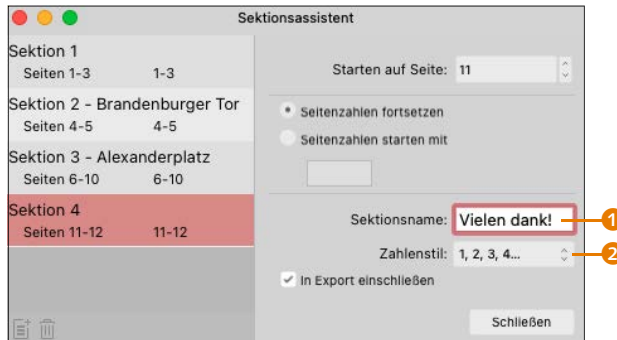 Sektionsassistent
Sektion 1
Seiten 1-3 1-3
Sektion 2 - Brandenburger Tor
Seiten 4-5 4-5
Sektion 3 - Alexanderplatz
Seiten 6-10 6-10
Sektion 4
Seiten 11-12 11-12
Starten auf Seite: 11
Seitenzahlen fortsetzen
Seitenzahlen starten mit
Sektionsname: Vielen dank! 1
Zahlenstil: 1, 2, 3, 4... 2
In Export einschließen
Schließen